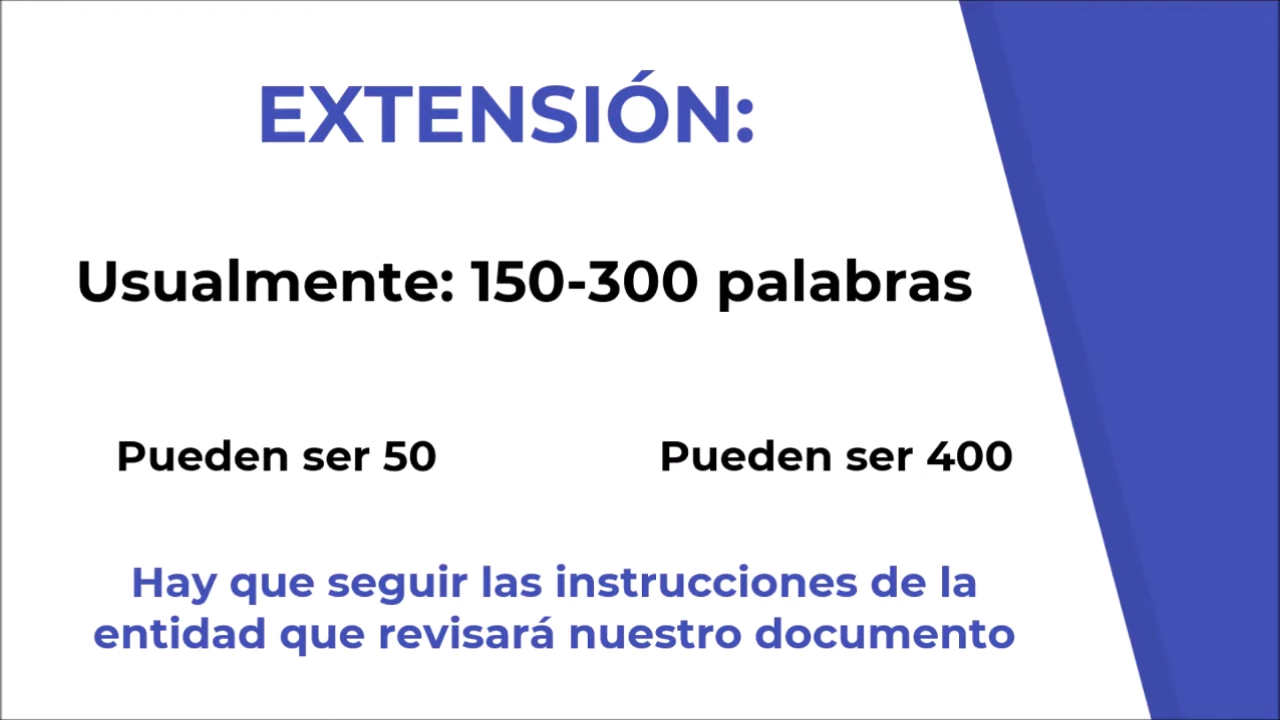 EXTENSIÓN:
Usualmente: 150-300 palabras
Pueden ser 50
Pueden ser 400
Hay que seguir las instrucciones de la
entidad que revisará nuestro documento